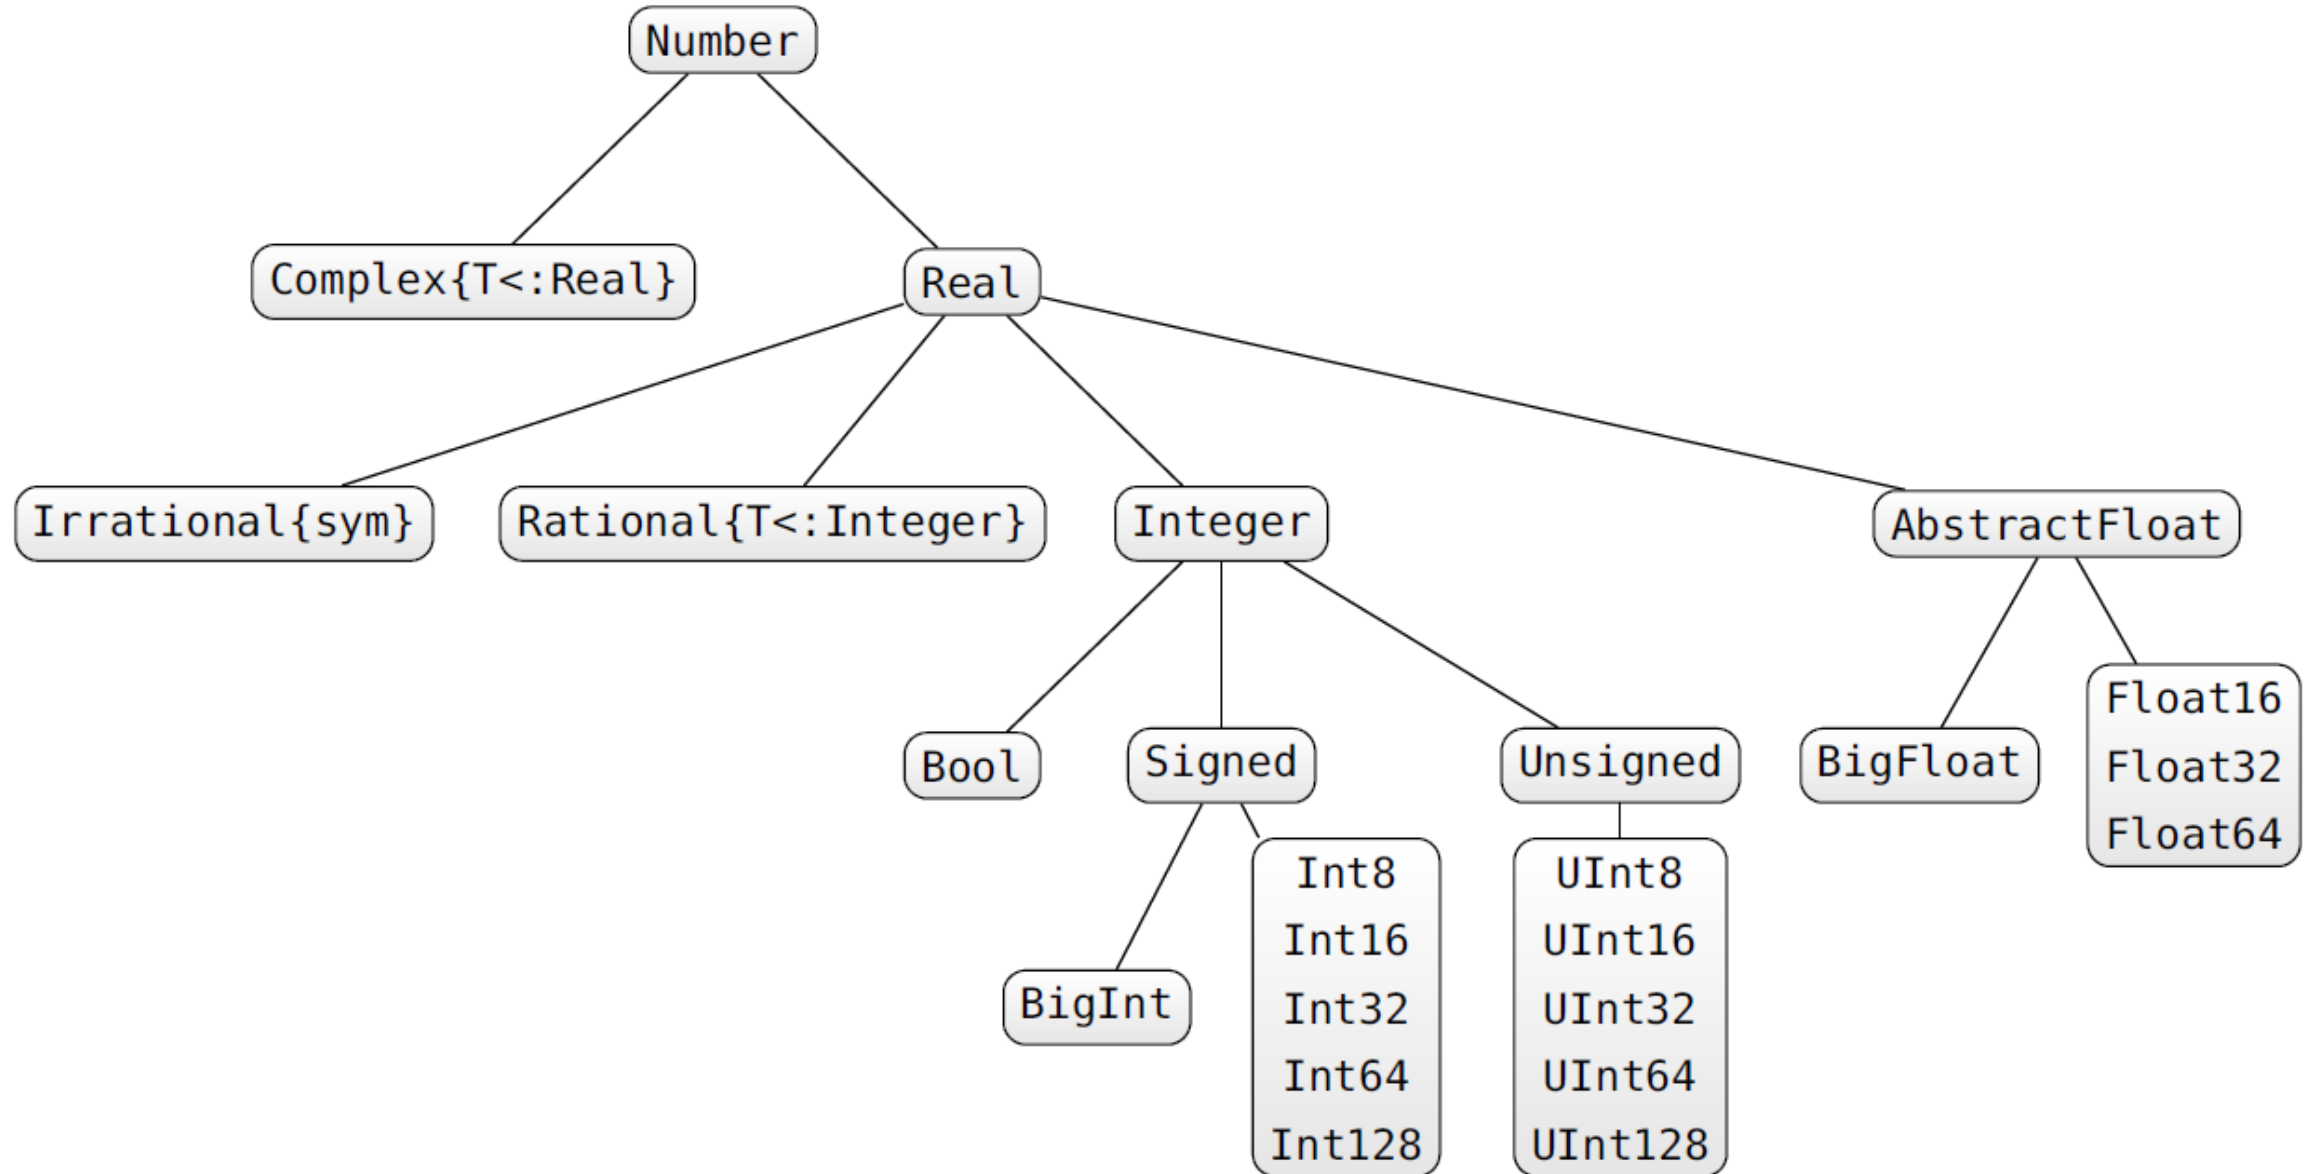 Number
Complex{T<:Real}
Real
Irrational{sym}
Rational{T<:Integer}
Integer
AbstractFloat
Bool
Signed
Unsigned
BigFloat
Float16
Float32
Float64
BigInt
Int8
Int16
Int32
Int64
Int128
UInt8
UInt16
UInt32
UInt64
UInt128